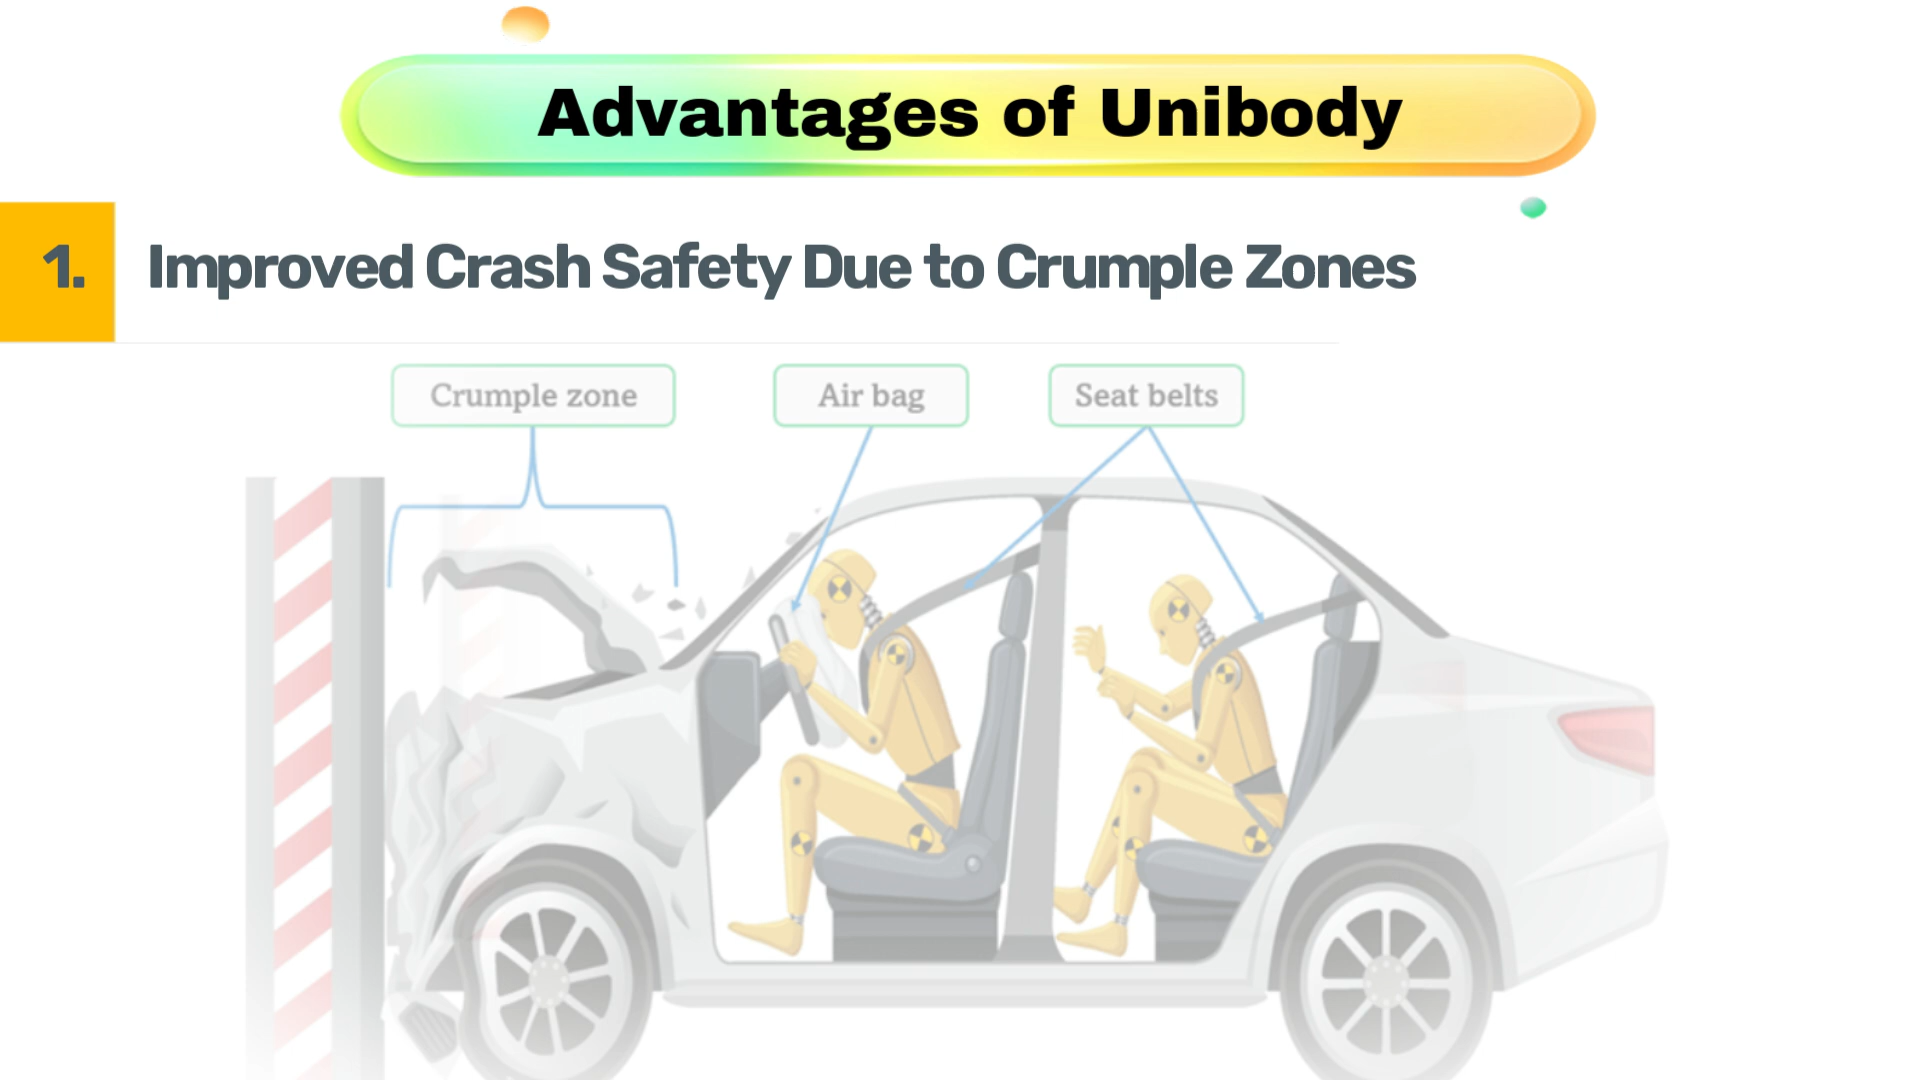 Advantages of Unibody
1. Improved Crash Safety Due to Crumple Zones
Crumple zone
Air bag
Seat belts